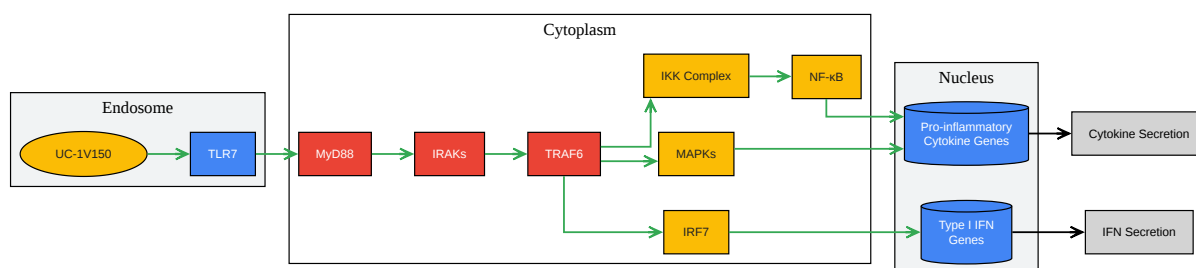 Cytoplasm
Endosome
Nucleus
UC-1V150
TLR7
MyD88
IRAKs
TRAF6
IKK Complex
NF-κB
MAPKs
IRF7
Pro-inflammatory
Cytokine Genes
Cytokine Secretion
Type I IFN
Genes
IFN Secretion